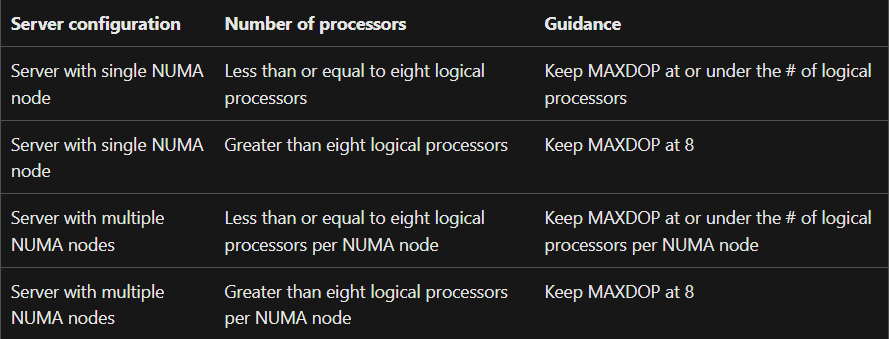 Server configuration Number of processors Guidance
Server with single NUMA Less than or equal to eight logical Keep MAXDOP at or under the # of logical
node processors processors
Server with single NUMA Greater than eight logical processors Keep MAXDOP at 8
node
Server with multiple Less than or equal to eight logical Keep MAXDOP at or under the # of logical
NUMA nodes processors per NUMA node processors per NUMA node
Server with multiple Greater than eight logical processors Keep MAXDOP at 8
NUMA nodes per NUMA node